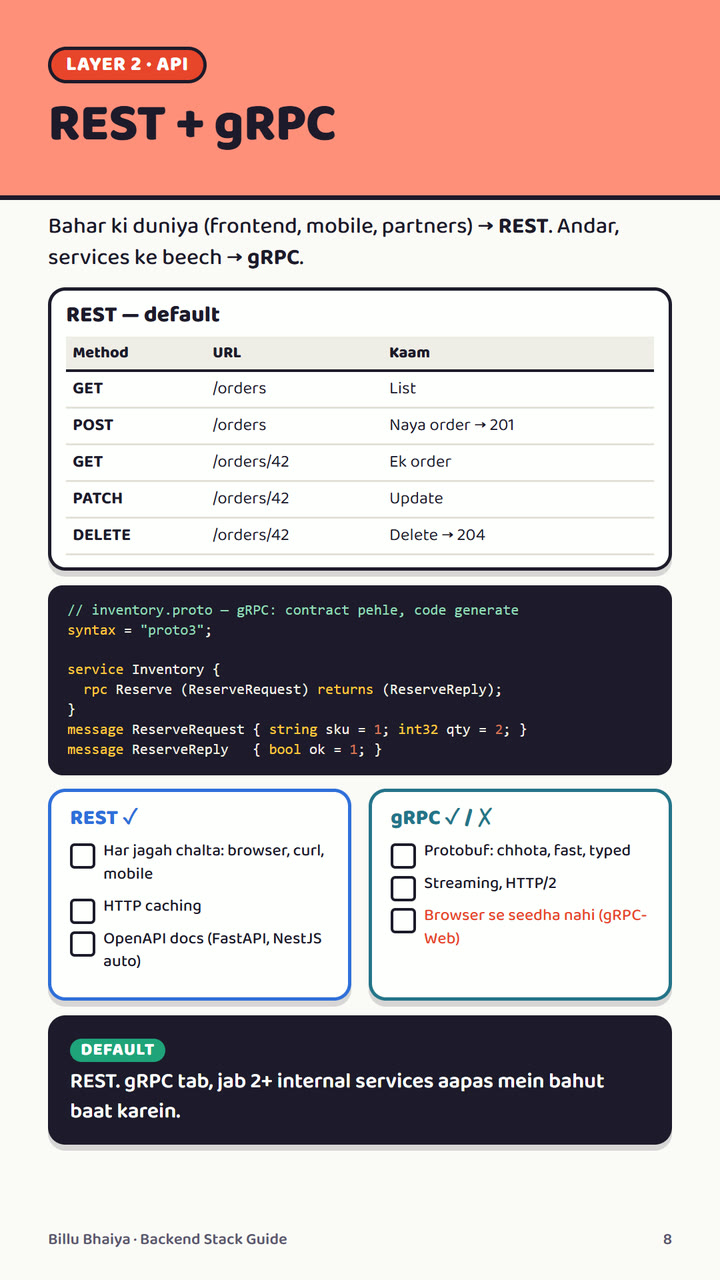 LAYER 2 · API
REST + gRPC
Bahar ki duniya (frontend, mobile, partners) → REST. Andar,
services ke beech → gRPC.
REST — default
Method URL Kaam
GET /orders List
POST /orders Naya order → 201
GET /orders/42 Ek order
PATCH /orders/42 Update
DELETE /orders/42 Delete → 204
// inventory.proto — gRPC: contract pehle, code generate
syntax = "proto3";
service Inventory {
  rpc Reserve (ReserveRequest) returns (ReserveReply);
}
message ReserveRequest { string sku = 1; int32 qty = 2; }
message ReserveReply   { bool ok = 1; }
REST ✓
Har jagah chalta: browser, curl,
mobile
HTTP caching
OpenAPI docs (FastAPI, NestJS
auto)
gRPC ✓ / ✗
Protobuf: chhota, fast, typed
Streaming, HTTP/2
Browser se seedha nahi (gRPC-
Web)
DEFAULT
REST. gRPC tab, jab 2+ internal services aapas mein bahut
baat karein.
Billu Bhaiya · Backend Stack Guide 8